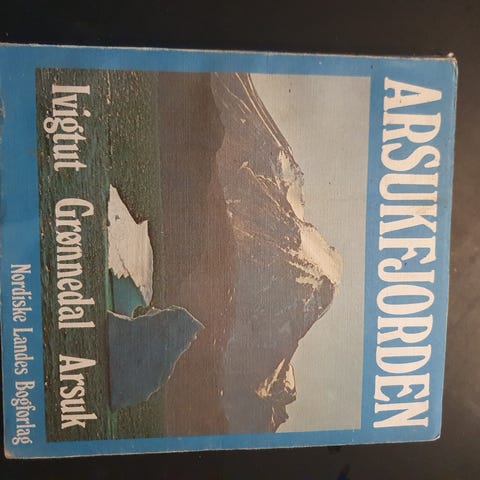 ARSUKFJORDEN
Ivigtut Grønnedal Arsuk
Nordiske Landes Bogforlag